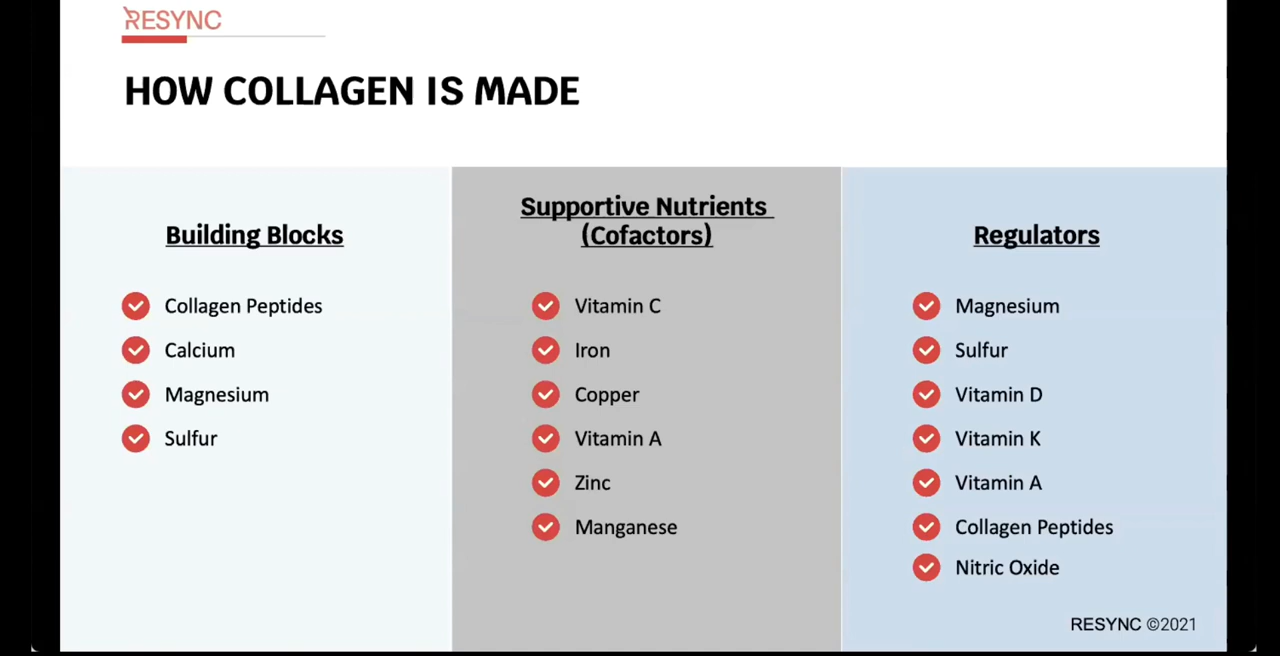 RESYNC
HOW COLLAGEN IS MADE
Building Blocks
Collagen Peptides
Calcium
Magnesium
Sulfur
Supportive Nutrients
(Cofactors)
Vitamin C
Iron
Copper
Vitamin A
Zinc
Manganese
Regulators
Magnesium
Sulfur
Vitamin D
Vitamin K
Vitamin A
Collagen Peptides
Nitric Oxide
RESYNC ©2021